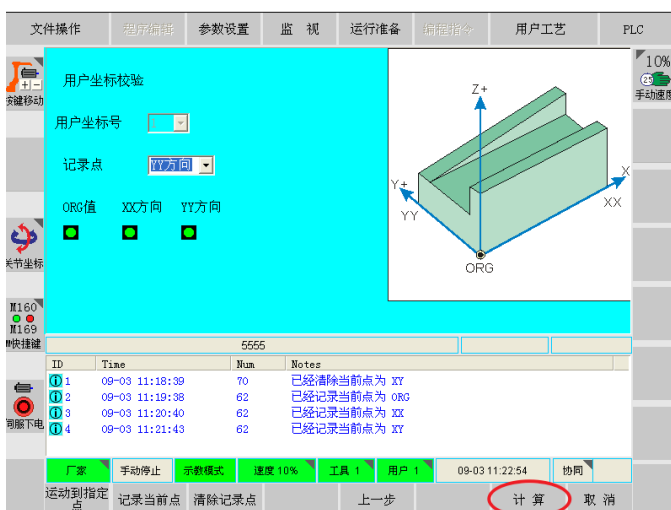 文件操作 程序编辑 参数设置 监 视 运行准备 编程指令 用户工艺 PLC
+ -
按键移动
关节坐标
M160
M169
M快捷键
伺服下电
10%
25
手动速度
用户坐标校验
用户坐标号
记录点 YY方向
ORG值 XX方向 YY方向
Z+
Y+
YY
X
XX
ORG
5555
ID Time Num Notes
1 09-03 11:18:39 70 已经清除当前点为 XY
2 09-03 11:19:38 62 已经记录当前点为 ORG
3 09-03 11:20:40 62 已经记录当前点为 XX
4 09-03 11:21:43 62 已经记录当前点为 XY
厂家 手动停止 示教模式 速度 10% 工具 1 用户 1 09-03 11:22:54 协同
运动到指定点 记录当前点 清除记录点 上一步 计 算 取 消